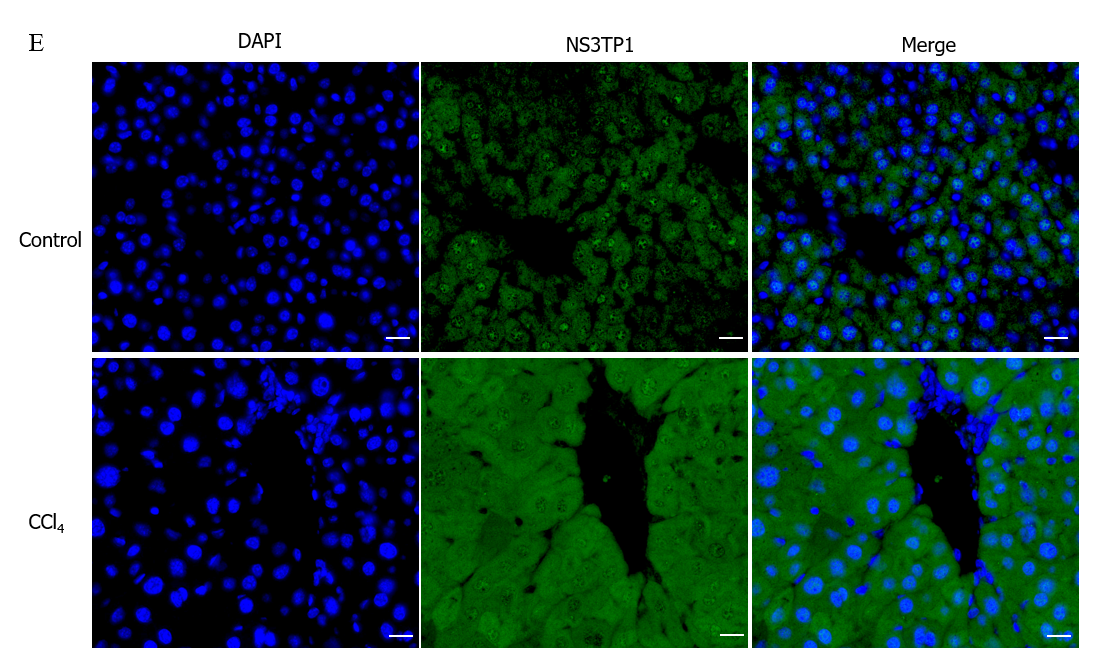 E
DAPI
NS3TP1
Merge
Control
CCl₄